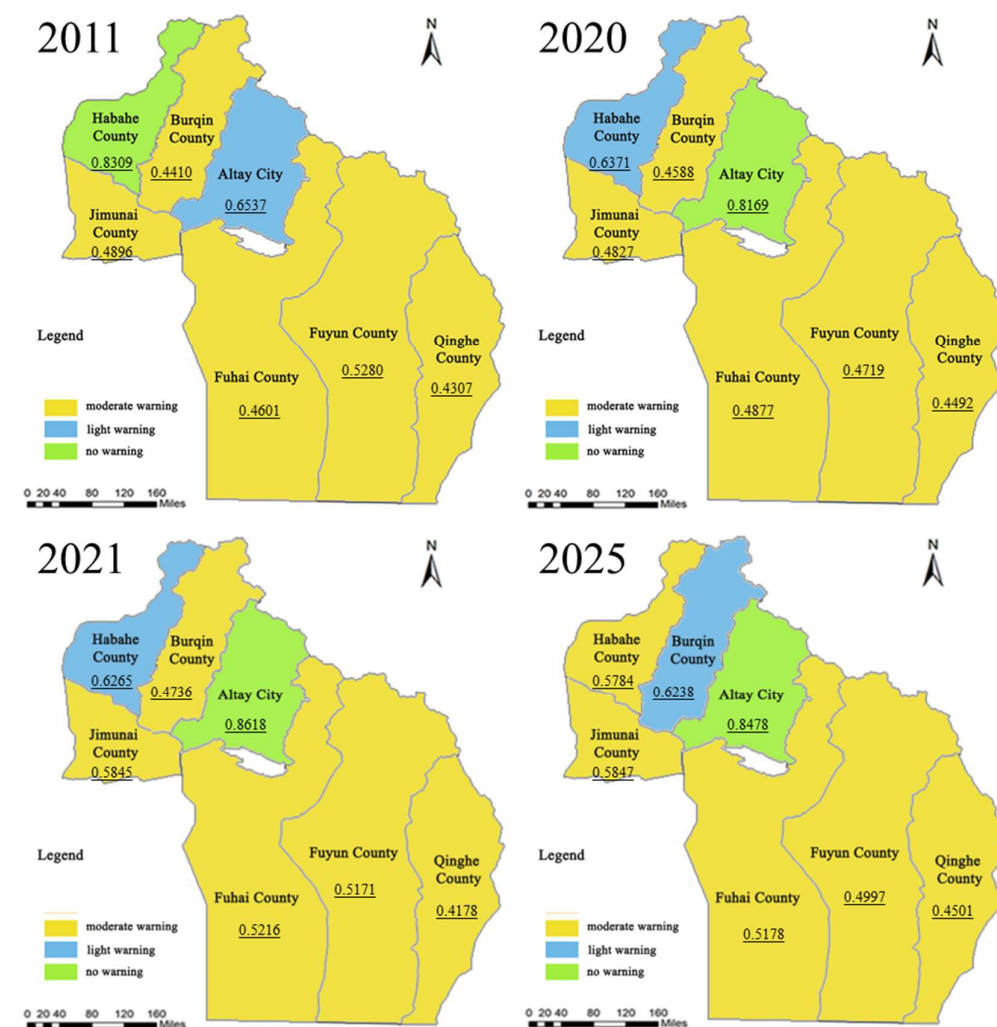 2011
N
Habahe
County
0.8309
Burqin
County
0.4410
Altay City
0.6537
Jimunai
County
0.4896
Legend
Fuyun County
0.5280
Qinghe
County
0.4307
Fuhai County
0.4601
moderate warning
light warning
no warning
0 20 40 80 120 160
Miles
2020
N
Habahe
County
0.6371
Burqin
County
0.4588
Altay City
0.8169
Jimunai
County
0.4827
Legend
Fuyun County
0.4719
Qinghe
County
0.4492
Fuhai County
0.4877
moderate warning
light warning
no warning
0 20 40 80 120 160
Miles
2021
N
Habahe
County
0.6265
Burqin
County
0.4736
Altay City
0.8618
Jimunai
County
0.5845
Legend
Fuyun County
0.5171
Qinghe
County
0.4178
Fuhai County
0.5216
moderate warning
light warning
no warning
0 20 40 80 120 160
Miles
2025
N
Habahe
County
0.5784
Burqin
County
0.6238
Altay City
0.8478
Jimunai
County
0.5847
Legend
Fuyun County
0.4997
Qinghe
County
0.4501
Fuhai County
0.5178
moderate warning
light warning
no warning
0 20 40 80 120 160
Miles